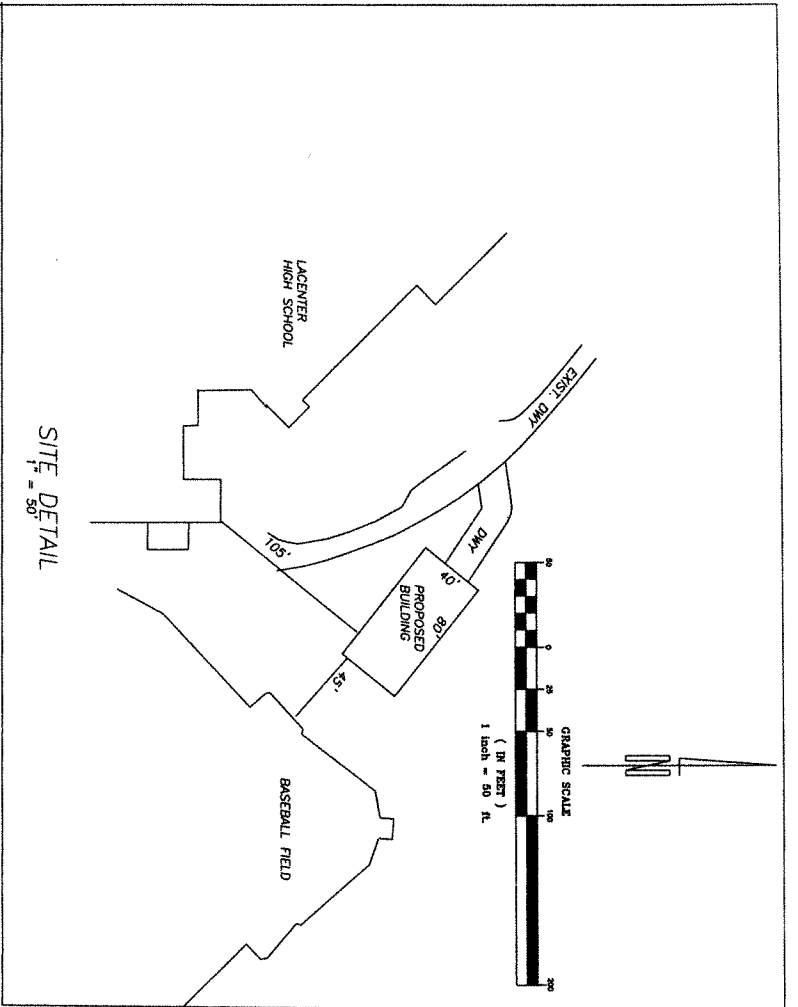 LACENTER
HIGH SCHOOL
EXIST. DWY
DWY
105'
40'
80'
PROPOSED
BUILDING
45'
BASEBALL FIELD
GRAPHIC SCALE
50
0
25
50
100
200
( IN FEET )
1 inch = 50 ft.
N
SITE DETAIL
1" = 50'